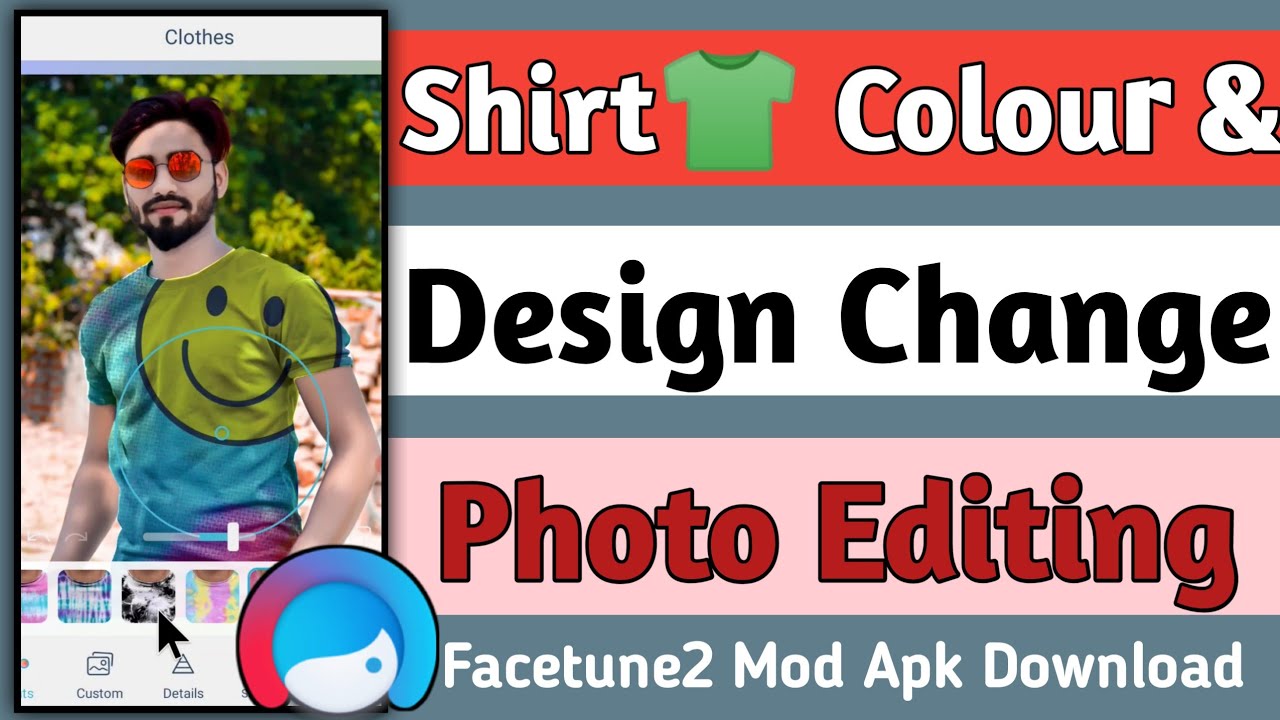 Clothes
Shirt👕 Colour &
Design Change
Photo Editing
Facetune2 Mod Apk Download
Custom
Details